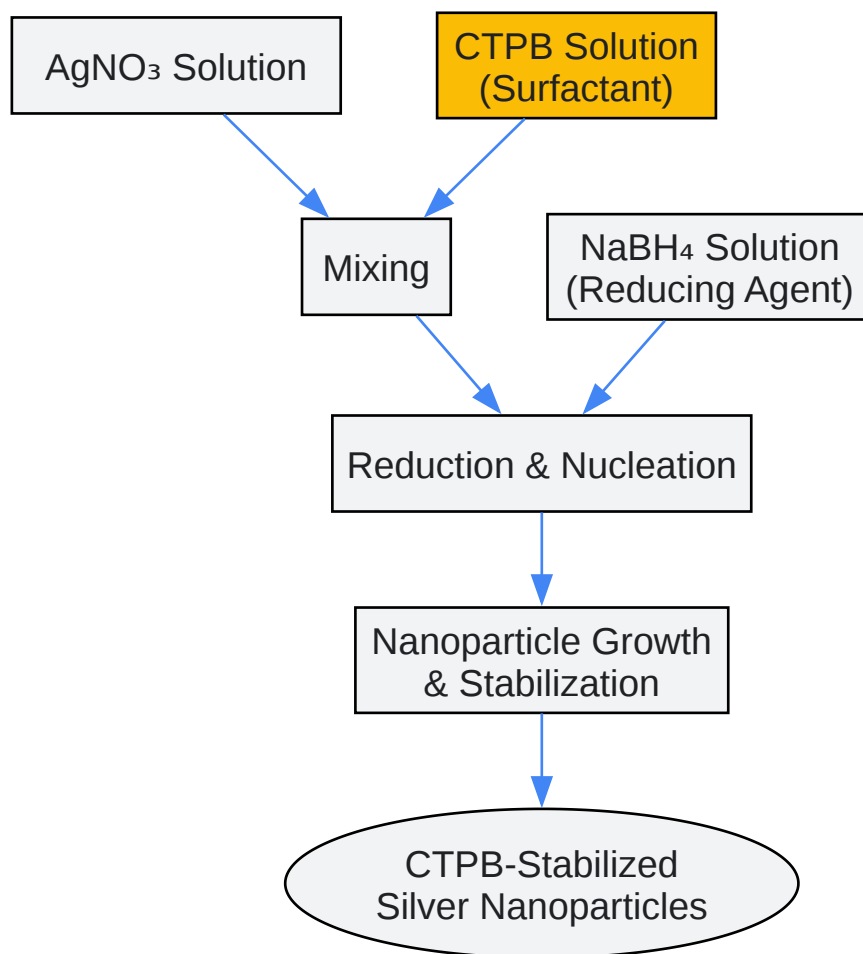 AgNO₃ Solution
CTPB Solution
(Surfactant)
Mixing
NaBH₄ Solution
(Reducing Agent)
Reduction & Nucleation
Nanoparticle Growth
& Stabilization
CTPB-Stabilized
Silver Nanoparticles